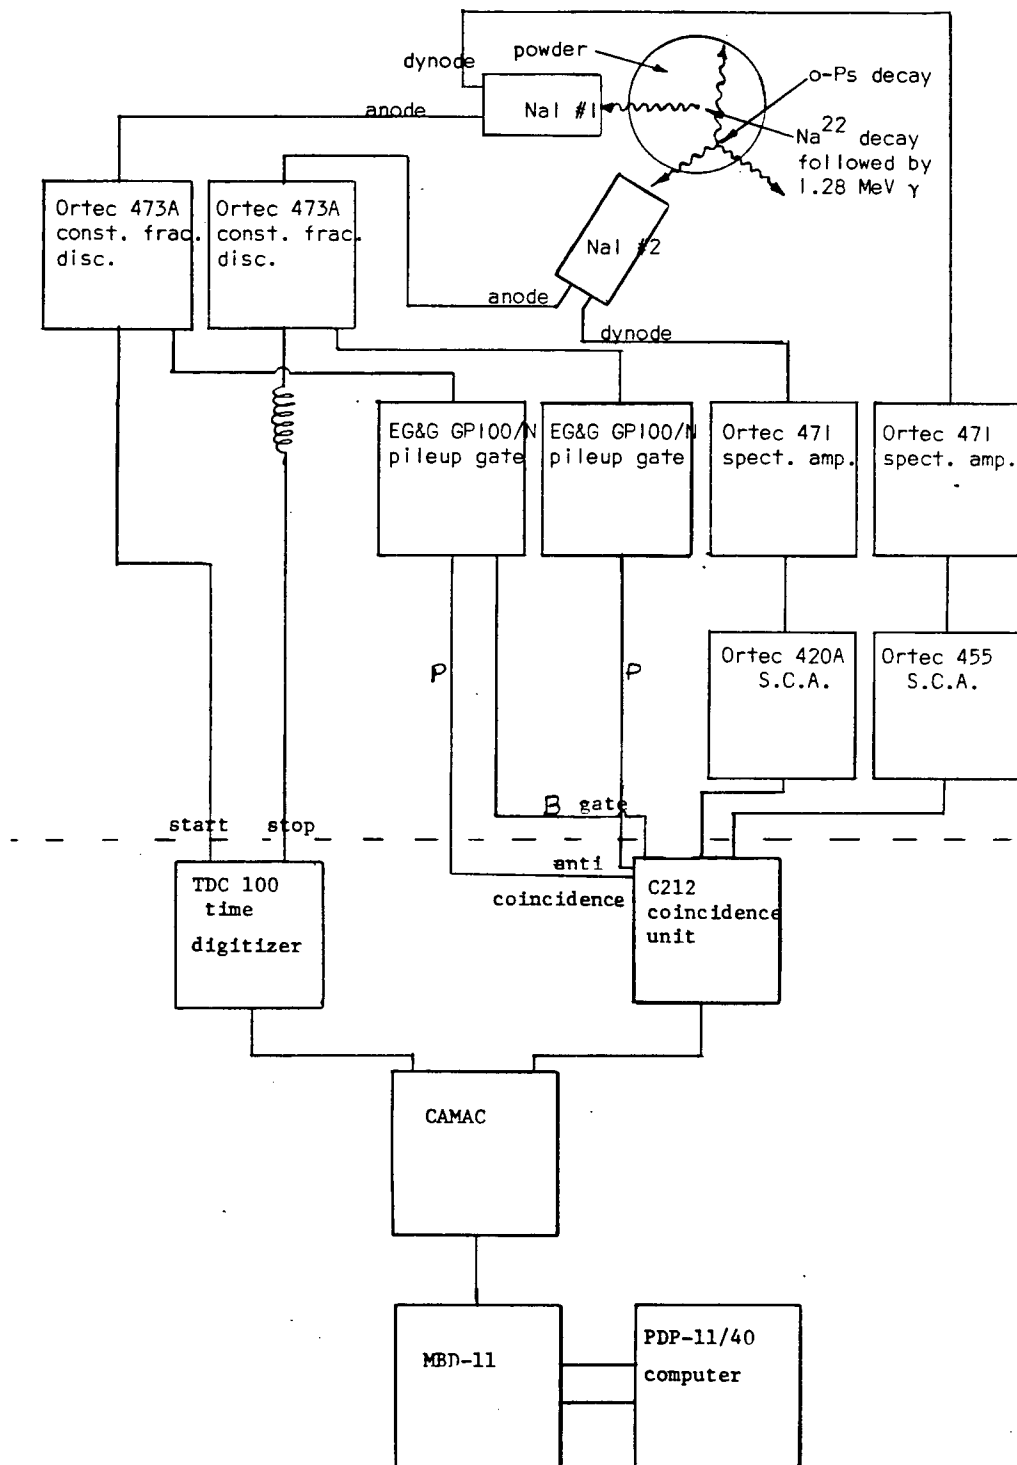 powder
dynode
o-Ps decay
NaI #1
anode
Na22 decay
followed by
1.28 MeV γ
Ortec 473A
const. frac.
disc.
Ortec 473A
const. frac.
disc.
NaI #2
anode
dynode
EG&G GP100/N
pileup gate
EG&G GP100/N
pileup gate
Ortec 471
spect. amp.
Ortec 471
spect. amp.
Ortec 420A
S.C.A.
Ortec 455
S.C.A.
P
P
B gate
start
stop
anti
coincidence
TDC 100
time
digitizer
C212
coincidence
unit
CAMAC
MBD-11
PDP-11/40
computer